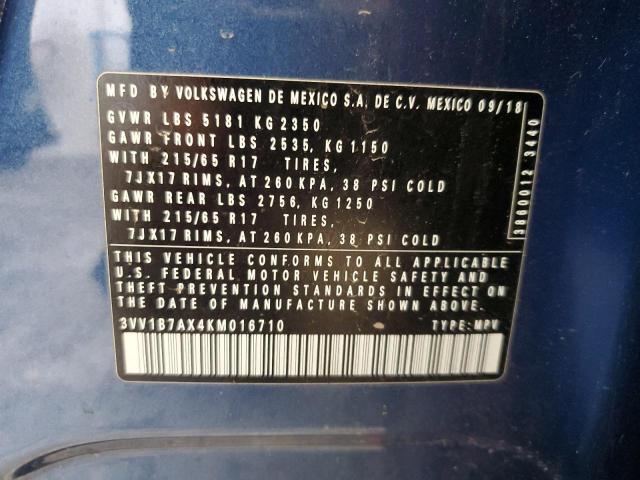 MFD BY VOLKSWAGEN DE MEXICO S.A. DE C.V. MEXICO 09/18
GVWR LBS 5181 KG 2350
GAWR FRONT LBS 2535, KG 1150
WITH 215/65 R17 TIRES,
7JX17 RIMS, AT 260 KPA, 38 PSI COLD
GAWR REAR LBS 2756, KG 1250
WITH 215/65 R17 TIRES,
7JX17 RIMS, AT 260 KPA, 38 PSI COLD
THIS VEHICLE CONFORMS TO ALL APPLICABLE
U.S. FEDERAL MOTOR VEHICLE SAFETY AND
THEFT PREVENTION STANDARDS IN EFFECT ON
THE DATE OF MANUFACTURE SHOWN ABOVE.
3VV1B7AX4KM016710 TYPE: MPV
3860012 3440